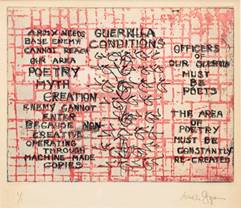 ARMY NEEDS
BASE ENEMY
CANNOT REACH
OUR AREA
POETRY
MYTH
CREATION
ENEMY CANNOT
ENTER
BECAUSE NON
CREATIVE
OPERATING
THROUGH
MACHINE MADE
COPIES
GUERRILLA
CONDITIONS
OFFICERS
OF
OUR GUERRILLA
MUST
BE
POETS
THE AREA
OF
POETRY
MUST BE
CONSTANTLY
RE-CREATED